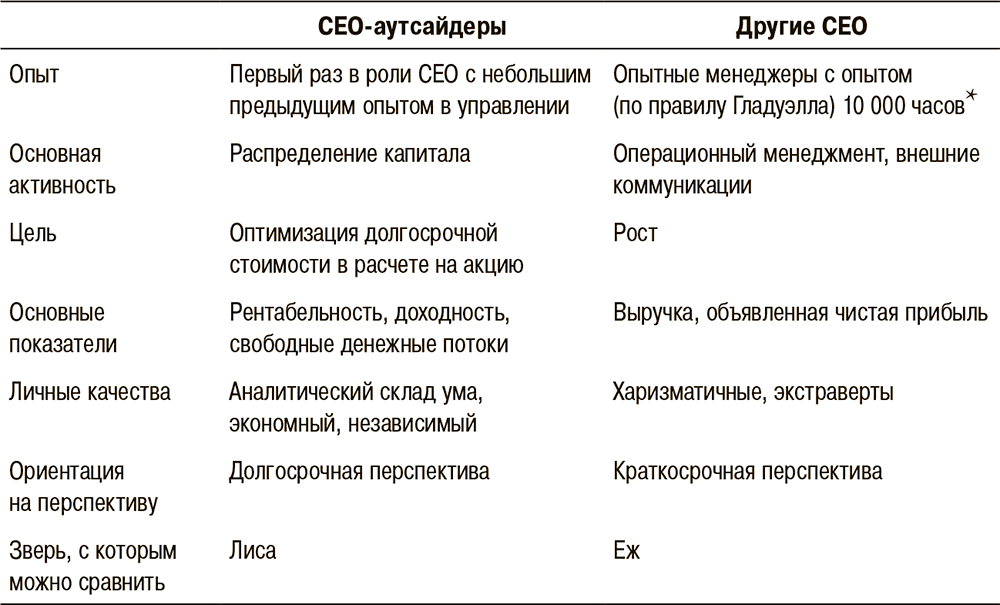 CEO-аутсайдеры Другие CEO
Опыт Первый раз в роли CEO с небольшим Опытные менеджеры с опытом
предыдущим опытом в управлении (по правилу Гладуэлла) 10 000 часов*
Основная Распределение капитала Операционный менеджмент, внешние
активность коммуникации
Цель Оптимизация долгосрочной Рост
стоимости в расчете на акцию
Основные Рентабельность, доходность, Выручка, объявленная чистая прибыль
показатели свободные денежные потоки
Личные качества Аналитический склад ума, Харизматичные, экстраверты
экономный, независимый
Ориентация Долгосрочная перспектива Краткосрочная перспектива
на перспективу
Зверь, с которым Лиса Еж
можно сравнить